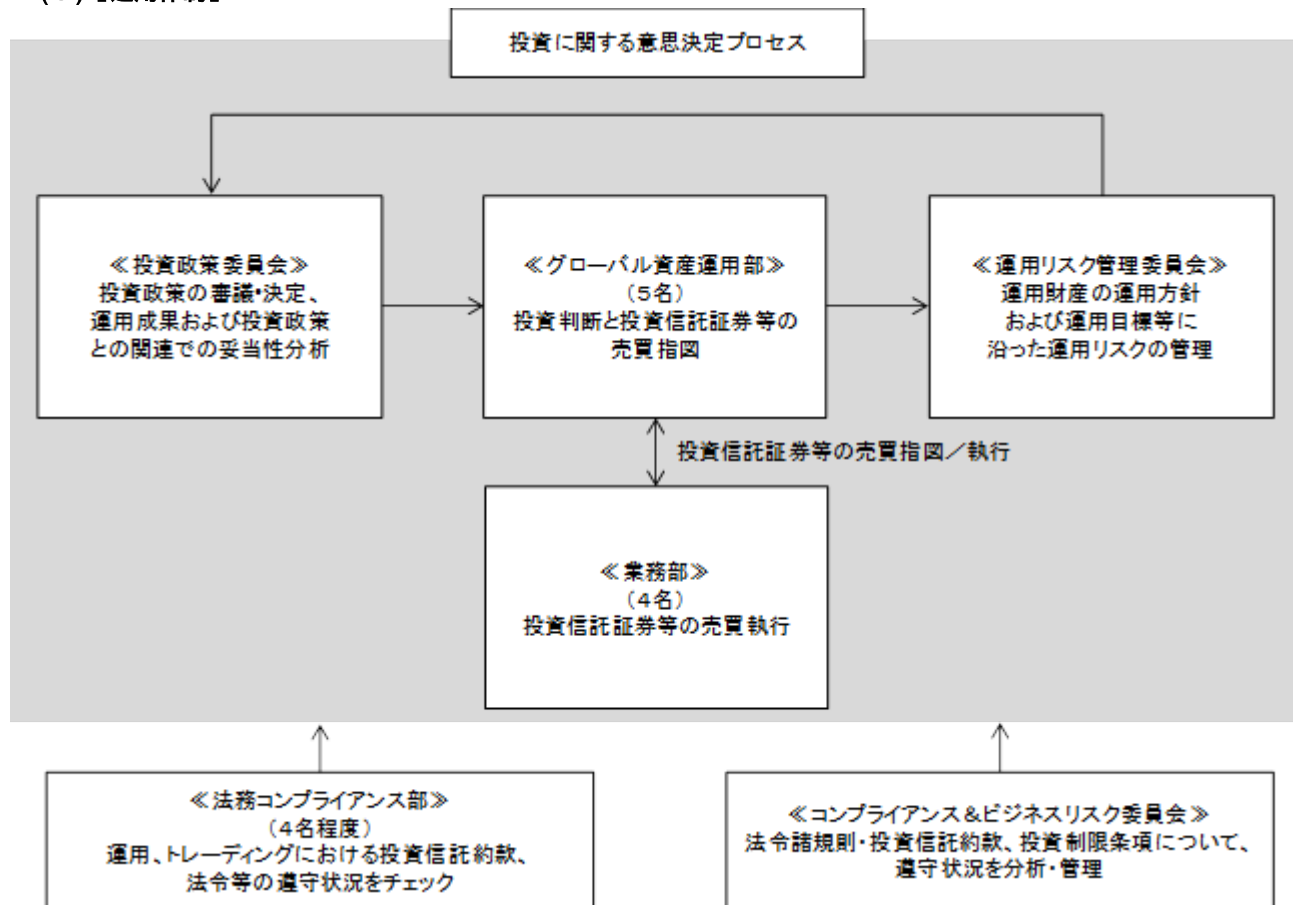 投資に関する意思決定プロセス
≪投資政策委員会≫
投資政策の審議・決定、
運用成果および投資政策
との関連での妥当性分析
≪グローバル資産運用部≫
(5名)
投資判断と投資信託証券等の
売買指図
≪運用リスク管理委員会≫
運用財産の運用方針
および運用目標等に
沿った運用リスクの管理
投資信託証券等の売買指図/執行
≪業務部≫
(4名)
投資信託証券等の売買執行
≪法務コンプライアンス部≫
(4名程度)
運用、トレーディングにおける投資信託約款、
法令等の遵守状況をチェック
≪コンプライアンス&ビジネスリスク委員会≫
法令諸規則・投資信託約款、投資制限条項について、
遵守状況を分析・管理